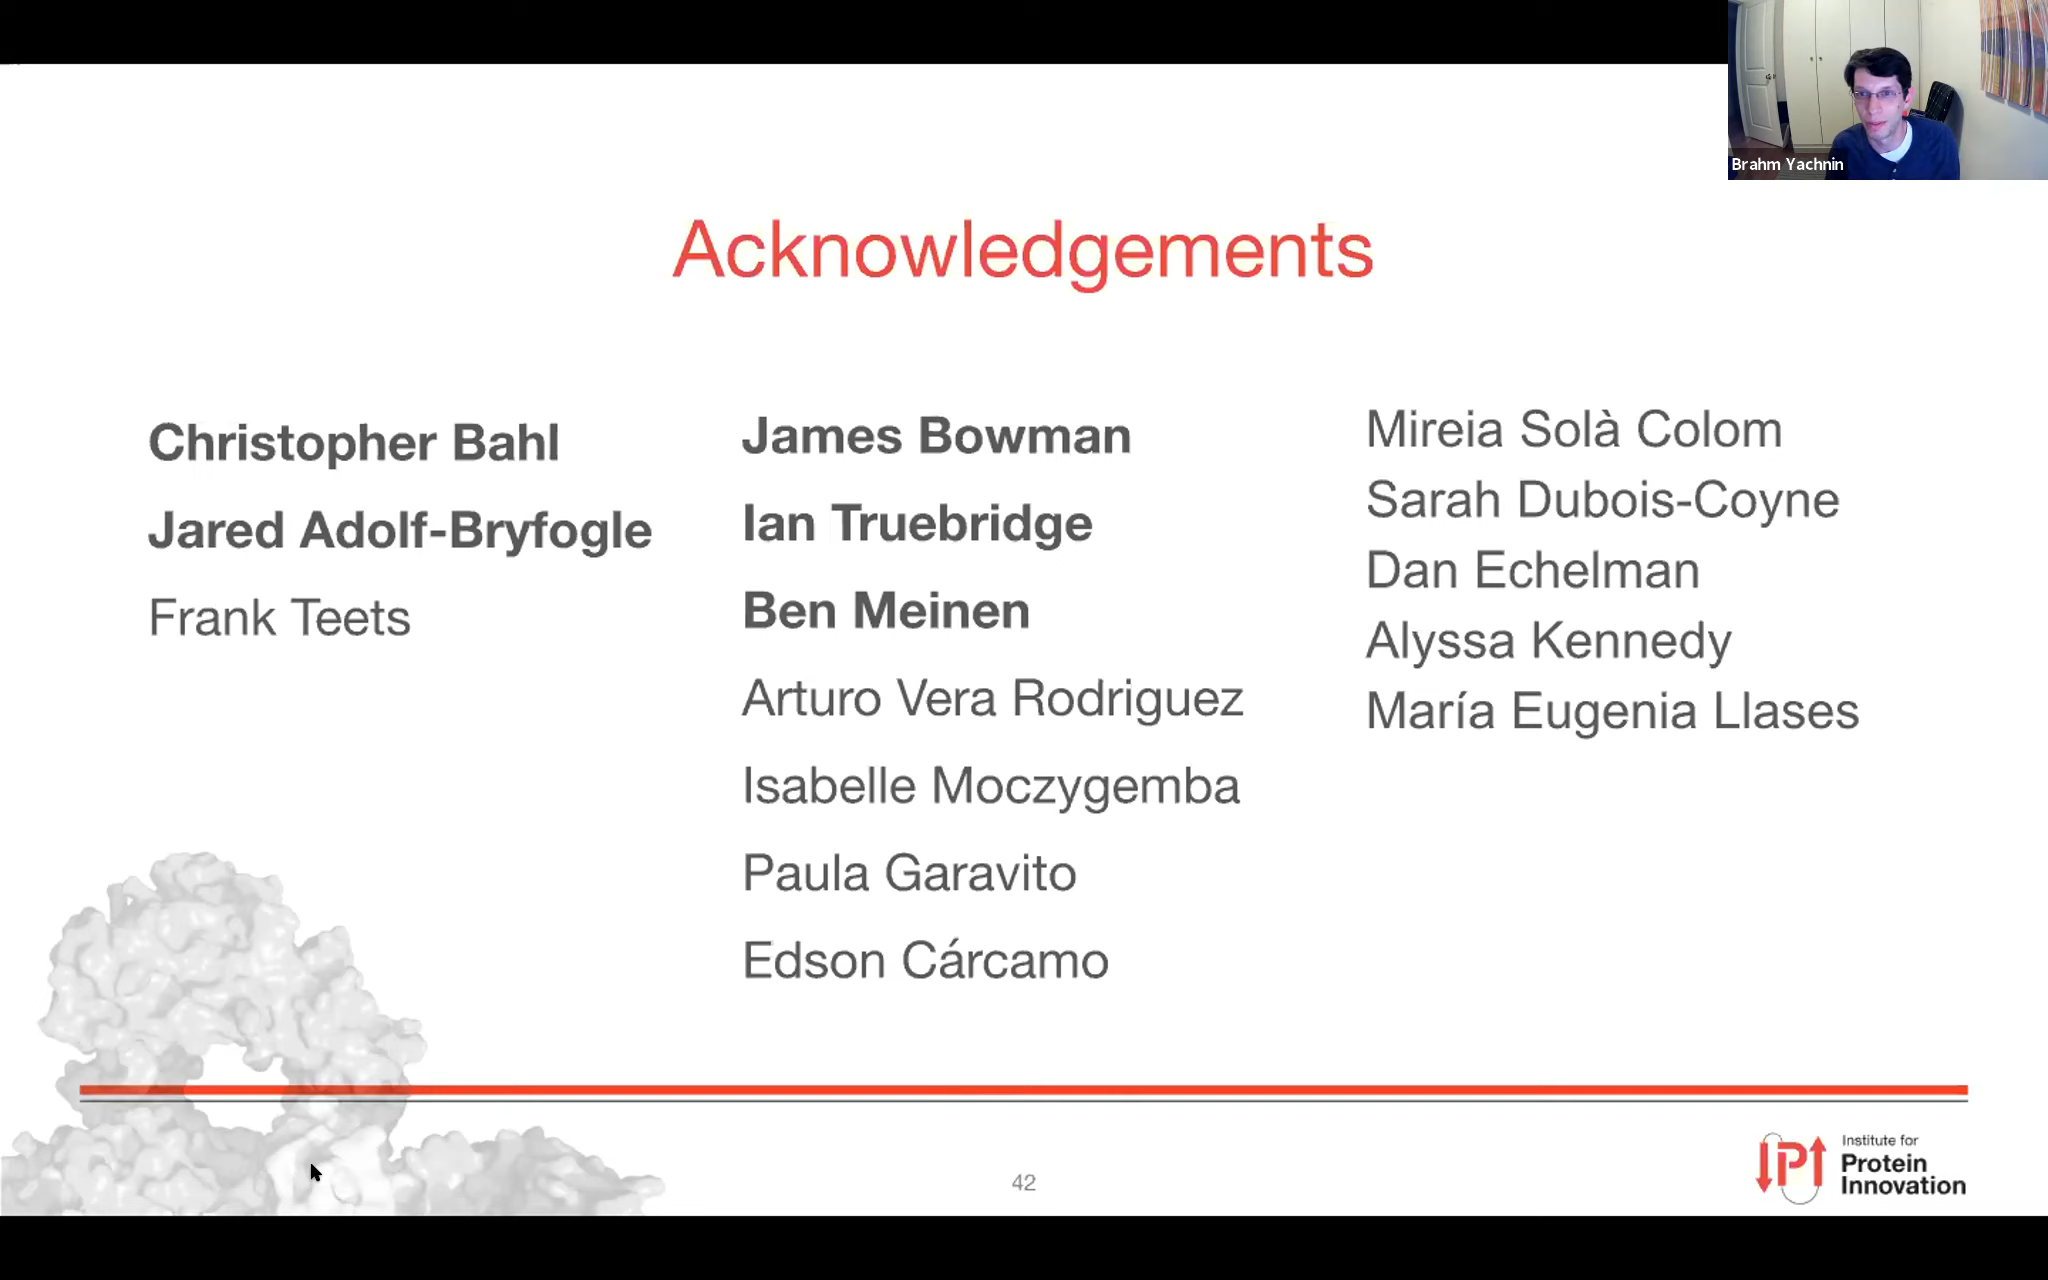 Brahm Yachnin
Acknowledgements
Christopher Bahl
Jared Adolf-Bryfogle
Frank Teets
James Bowman
Ian Truebridge
Ben Meinen
Arturo Vera Rodriguez
Isabelle Moczygemba
Paula Garavito
Edson Cárcamo
Mireia Solà Colom
Sarah Dubois-Coyne
Dan Echelman
Alyssa Kennedy
María Eugenia Llases
42
IPI
Institute for
Protein
Innovation